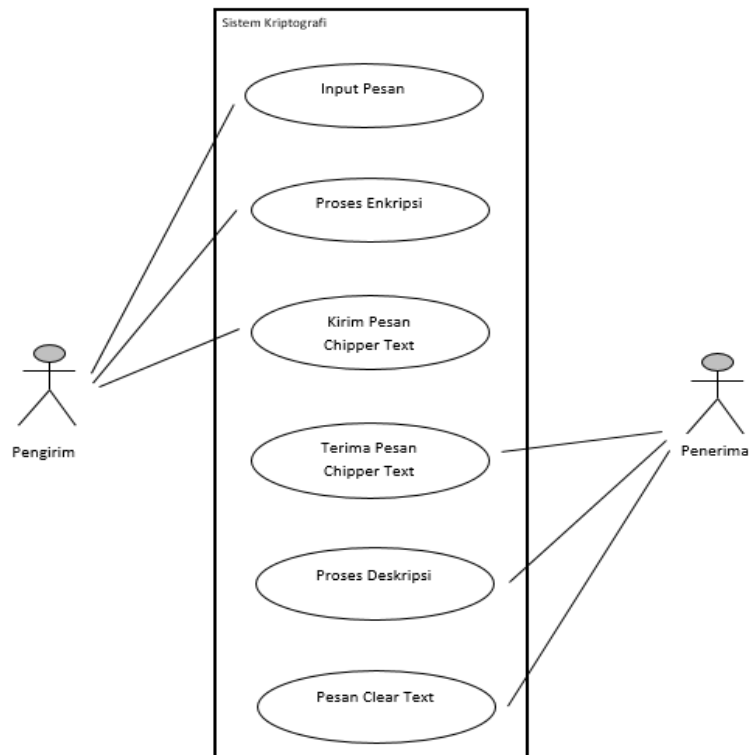 Sistem Kriptografi
Input Pesan
Proses Enkripsi
Kirim Pesan
Chipper Text
Pengirim
Terima Pesan
Chipper Text
Penerima
Proses Deskripsi
Pesan Clear Text